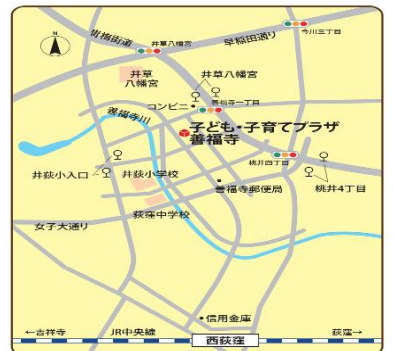 今川三丁目
青梅街道
早稲田通り
井草八幡宮
井草
八幡宮
井草八幡宮
コンビニ
善福寺一丁目
善福寺川
子ども・子育てプラザ
善福寺
桃井四丁目
井荻小入口
井荻小学校
善福寺郵便局
桃井4丁目
荻窪中学校
女子大通り
信用金庫
←吉祥寺
JR中央線
西荻窪
荻窪→